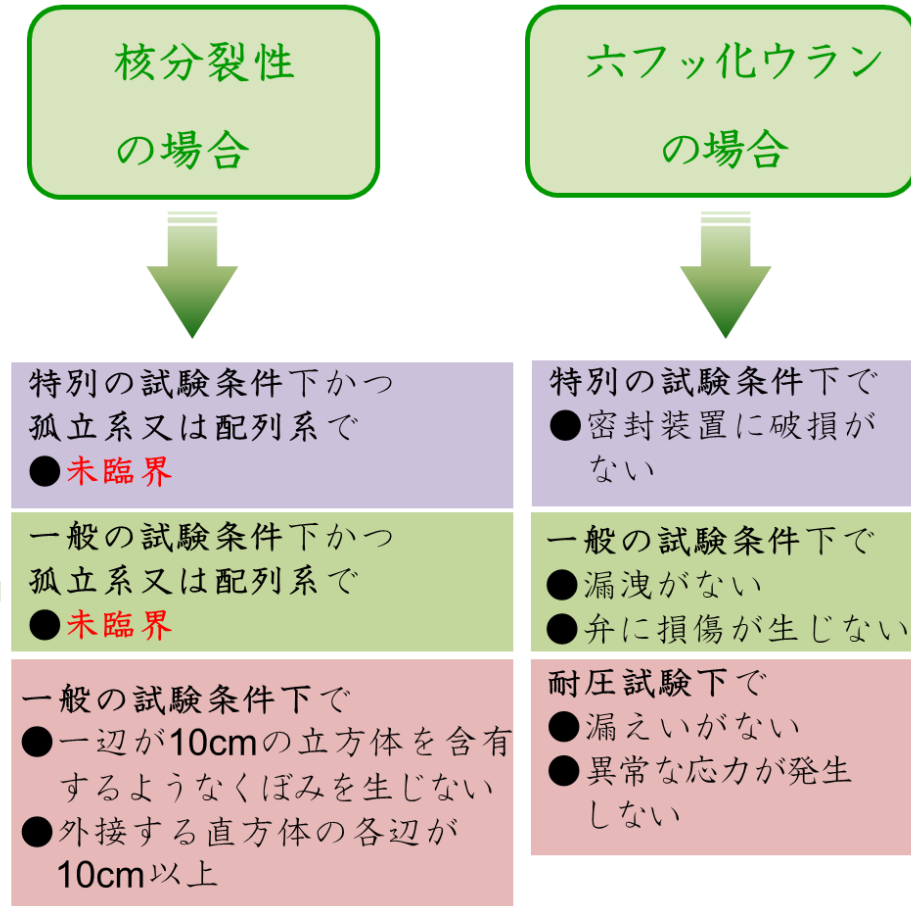 核分裂性
の場合
特別の試験条件下かつ
孤立系又は配列系で
●未臨界
一般の試験条件下かつ
孤立系又は配列系で
●未臨界
一般の試験条件下で
●一辺が10cmの立方体を含有
するようなくぼみを生じない
●外接する直方体の各辺が
10cm以上
六フッ化ウラン
の場合
特別の試験条件下で
●密封装置に破損が
ない
一般の試験条件下で
●漏洩がない
●弁に損傷が生じない
耐圧試験下で
●漏えいがない
●異常な応力が発生
しない